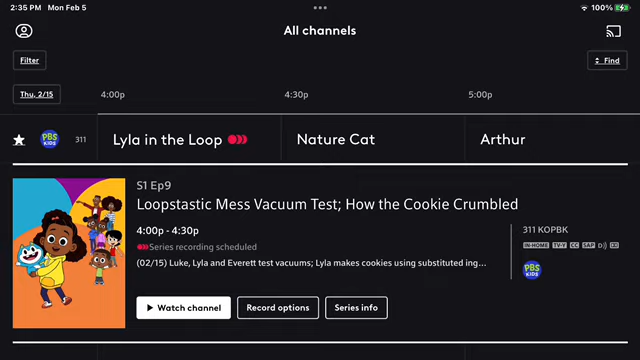 2:35 PM Mon Feb 5
100%
All channels
Filter
Find
Thu, 2/15
4:00p
4:30p
5:00p
PBS KIDS
311
Lyla in the Loop
Nature Cat
Arthur
S1 Ep9
Loopstastic Mess Vacuum Test; How the Cookie Crumbled
4:00p - 4:30p
Series recording scheduled
(02/15) Luke, Lyla and Everett test vacuums; Lyla makes cookies using substituted ing...
311 KOPBK
IN-HOME TV-Y CC SAP D
PBS KIDS
Watch channel
Record options
Series info